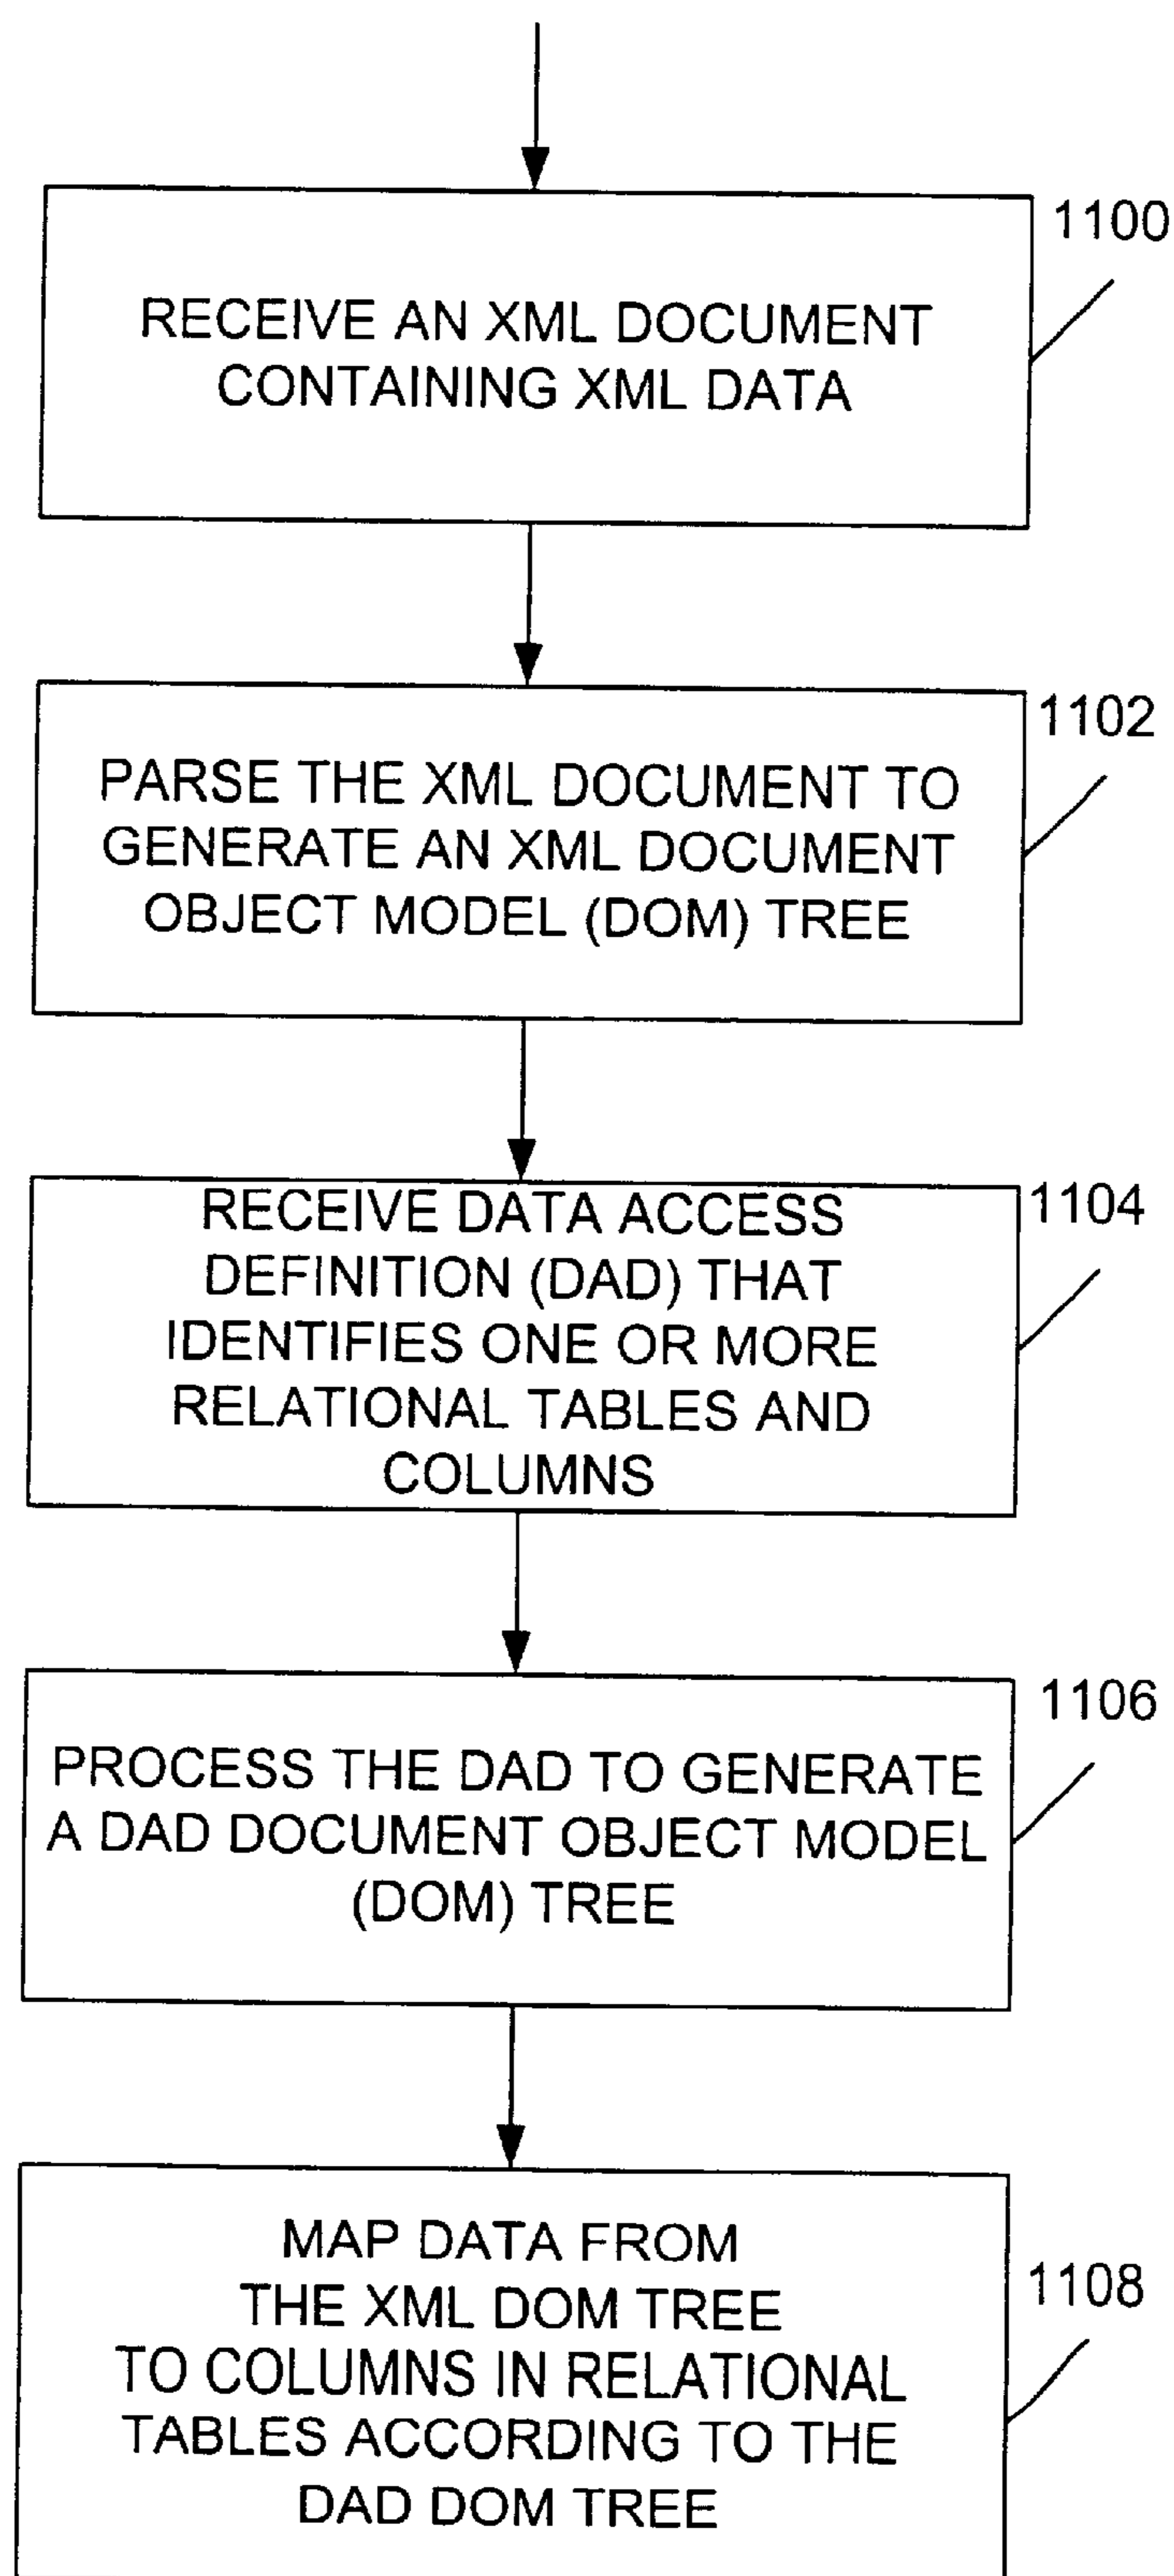 1100
RECEIVE AN XML DOCUMENT
CONTAINING XML DATA
1102
PARSE THE XML DOCUMENT TO
GENERATE AN XML DOCUMENT
OBJECT MODEL (DOM) TREE
1104
RECEIVE DATA ACCESS
DEFINITION (DAD) THAT
IDENTIFIES ONE OR MORE
RELATIONAL TABLES AND
COLUMNS
1106
PROCESS THE DAD TO GENERATE
A DAD DOCUMENT OBJECT MODEL
(DOM) TREE
1108
MAP DATA FROM
THE XML DOM TREE
TO COLUMNS IN RELATIONAL
TABLES ACCORDING TO THE
DAD DOM TREE